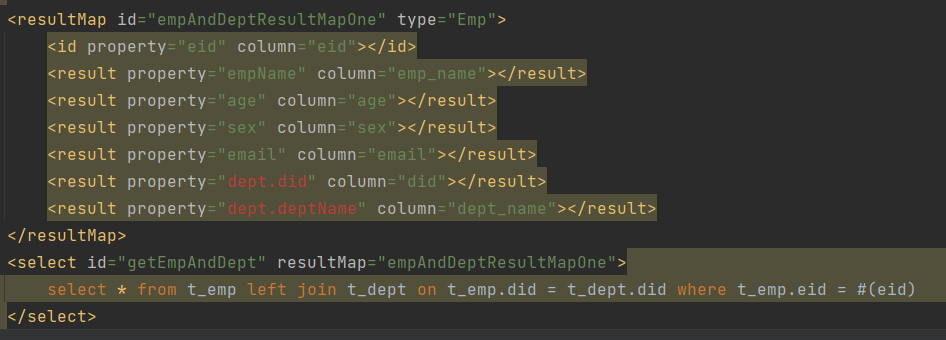 <resultMap id="empAndDeptResultMapOne" type="Emp">
<id property="eid" column="eid"></id>
<result property="empName" column="emp_name"></result>
<result property="age" column="age"></result>
<result property="sex" column="sex"></result>
<result property="email" column="email"></result>
<result property="dept.did" column="did"></result>
<result property="dept.deptName" column="dept_name"></result>
</resultMap>
<select id="getEmpAndDept" resultMap="empAndDeptResultMapOne">
select * from t_emp left join t_dept on t_emp.did = t_dept.did where t_emp.eid = #(eid)
</select>